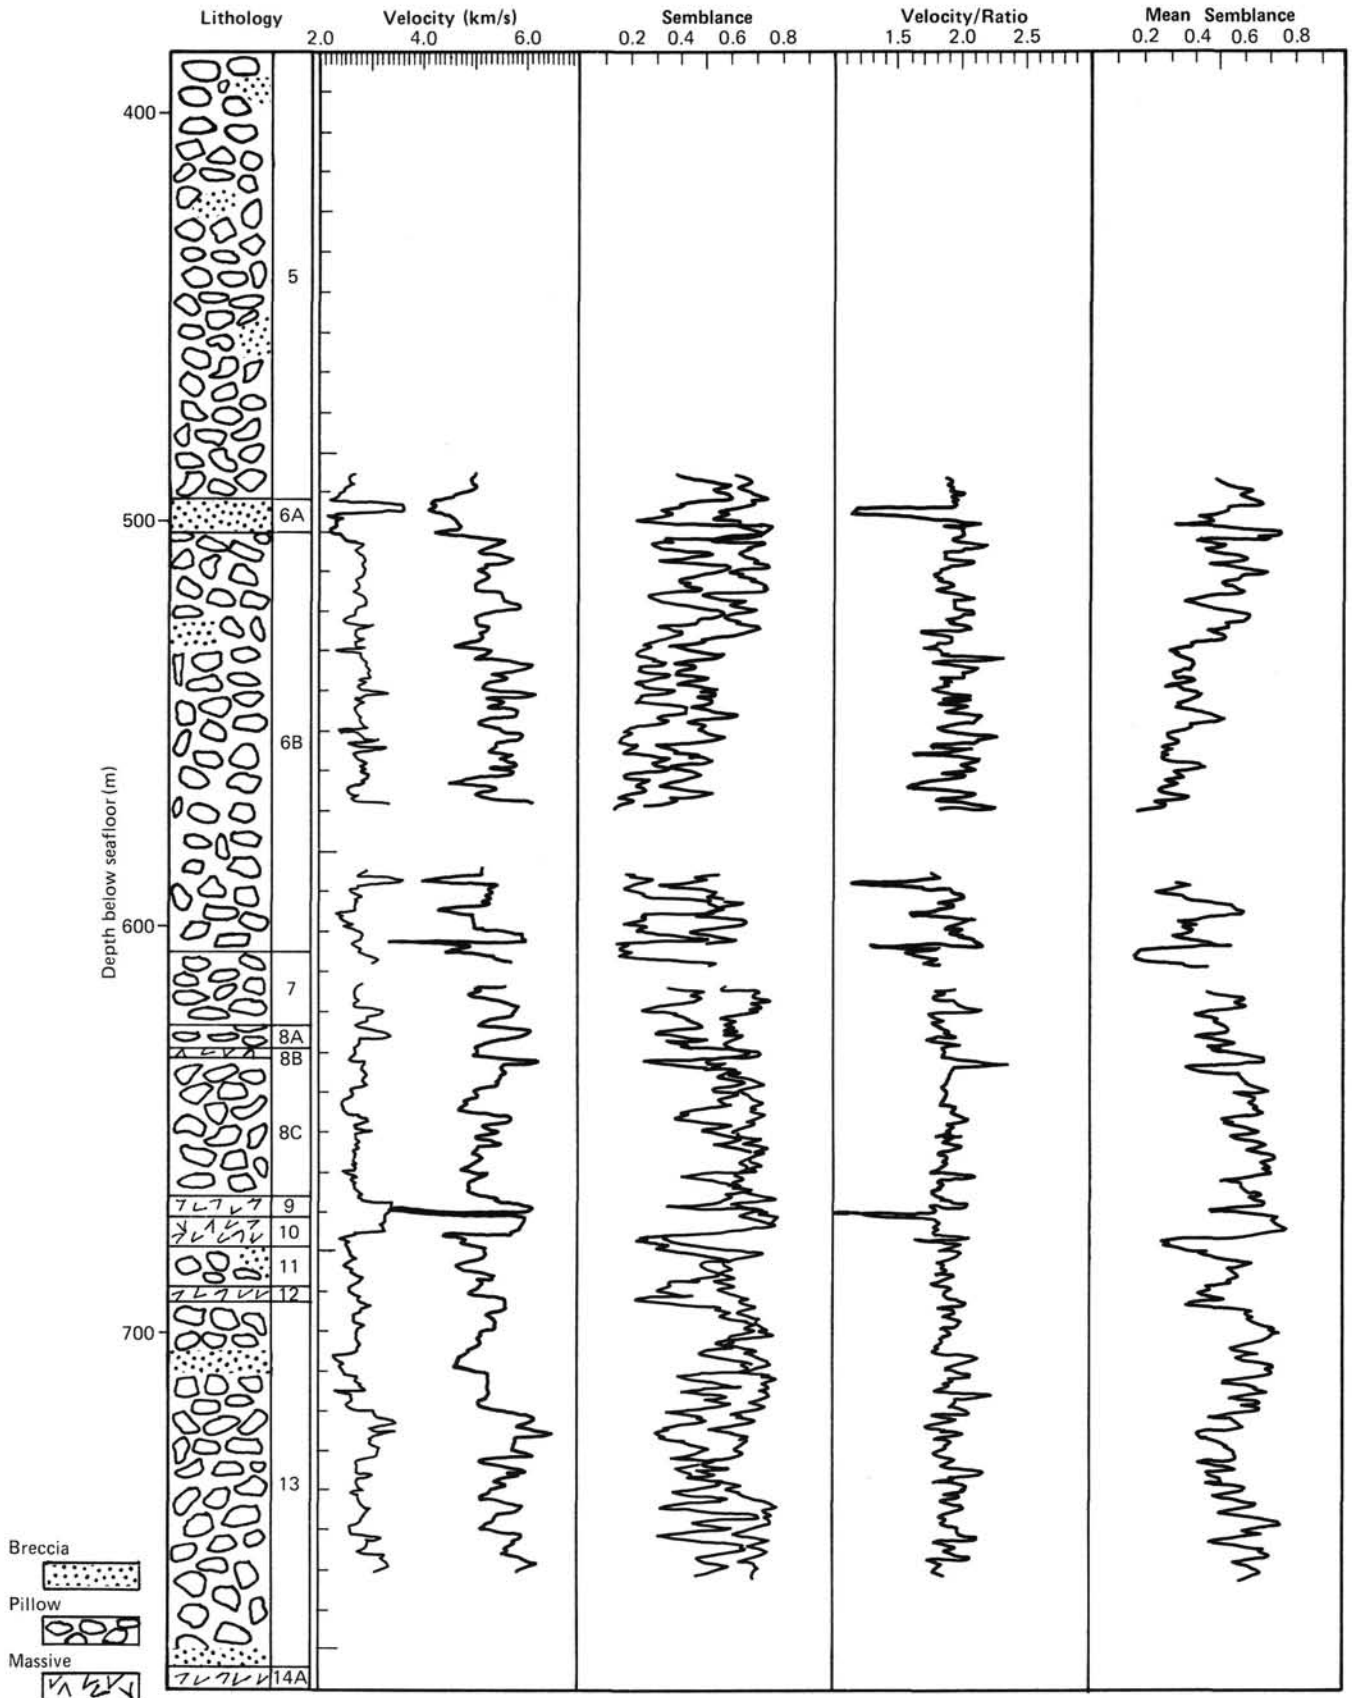 Lithology Velocity (km/s) Semblance Velocity/Ratio Mean Semblance
2.0 4.0 6.0 0.2 0.4 0.6 0.8 1.5 2.0 2.5 0.2 0.4 0.6 0.8
400
5
500
6A
6B
Depth below seafloor (m)
600
7
8A
8B
8C
9
10
11
12
700
13
Breccia
Pillow
Massive
14A